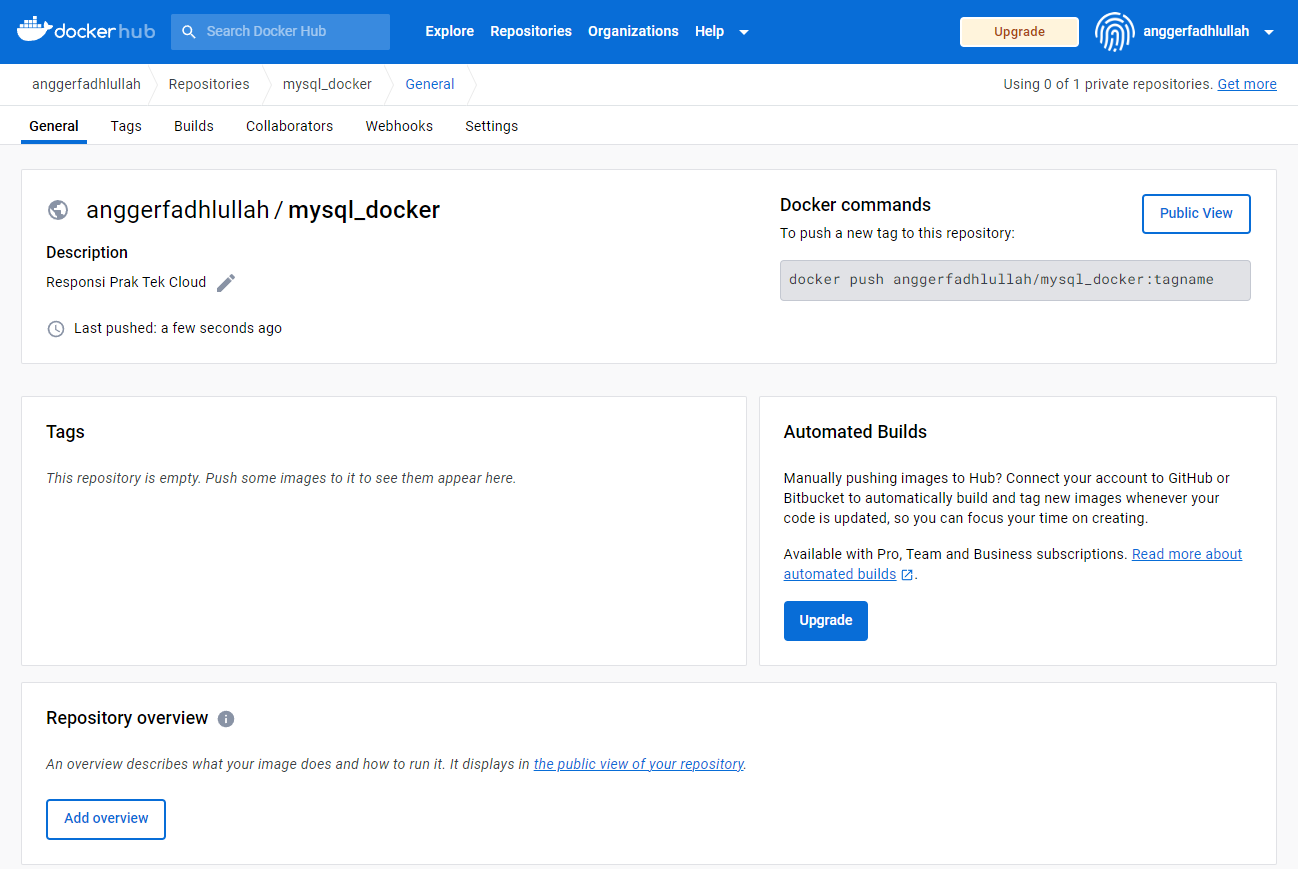 dockerhub
Search Docker Hub
Explore
Repositories
Organizations
Help
Upgrade
anggerfadhlullah
anggerfadhlullah
Repositories
mysql_docker
General
Using 0 of 1 private repositories. Get more
General
Tags
Builds
Collaborators
Webhooks
Settings
anggerfadhlullah / mysql_docker
Description
Responsi Prak Tek Cloud
Last pushed: a few seconds ago
Docker commands
To push a new tag to this repository:
Public View
docker push anggerfadhlullah/mysql_docker:tagname
Tags
This repository is empty. Push some images to it to see them appear here.
Automated Builds
Manually pushing images to Hub? Connect your account to GitHub or
Bitbucket to automatically build and tag new images whenever your
code is updated, so you can focus your time on creating.
Available with Pro, Team and Business subscriptions. Read more about
automated builds .
Upgrade
Repository overview
An overview describes what your image does and how to run it. It displays in the public view of your repository.
Add overview